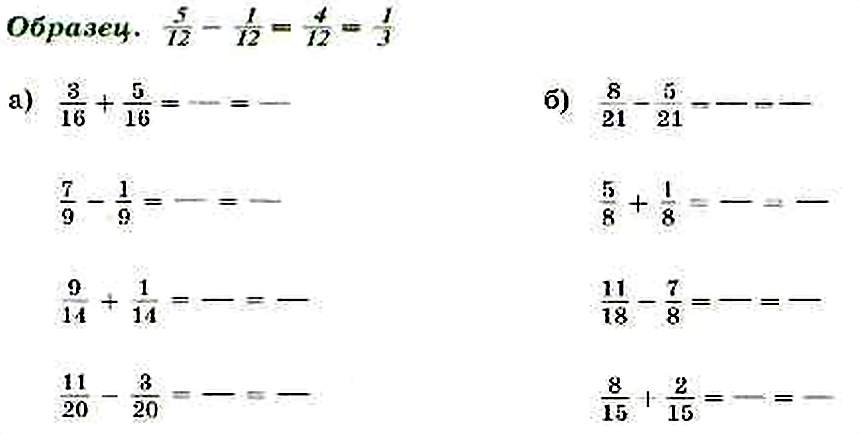 Образец. 5/12 − 1/12 = 4/12 = 1/3
а) 3/16 + 5/16 = — = —
7/9 − 1/9 = — = —
9/14 + 1/14 = — = —
11/20 − 3/20 = — = —
б) 8/21 − 5/21 = — = —
5/8 + 1/8 = — = —
11/18 − 7/8 = — = —
8/15 + 2/15 = — = —